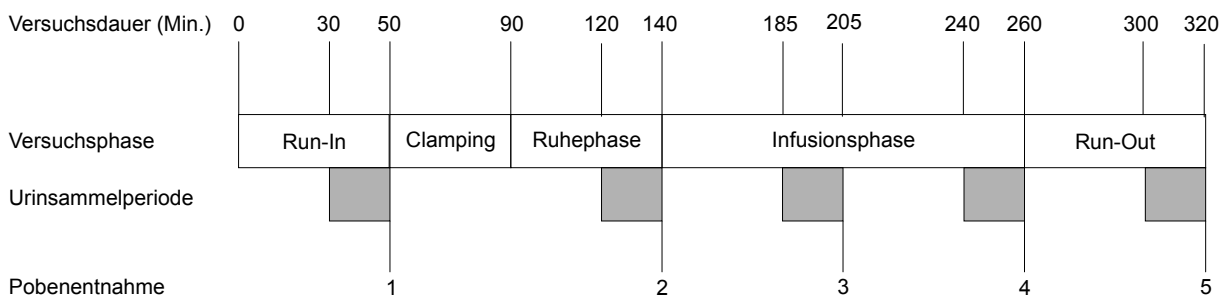 Versuchsdauer (Min.) 0 30 50 90 120 140 185 205 240 260 300 320
Versuchsphase Run-In Clamping Ruhephase Infusionsphase Run-Out
Urinsammelperiode
Pobenentnahme 1 2 3 4 5